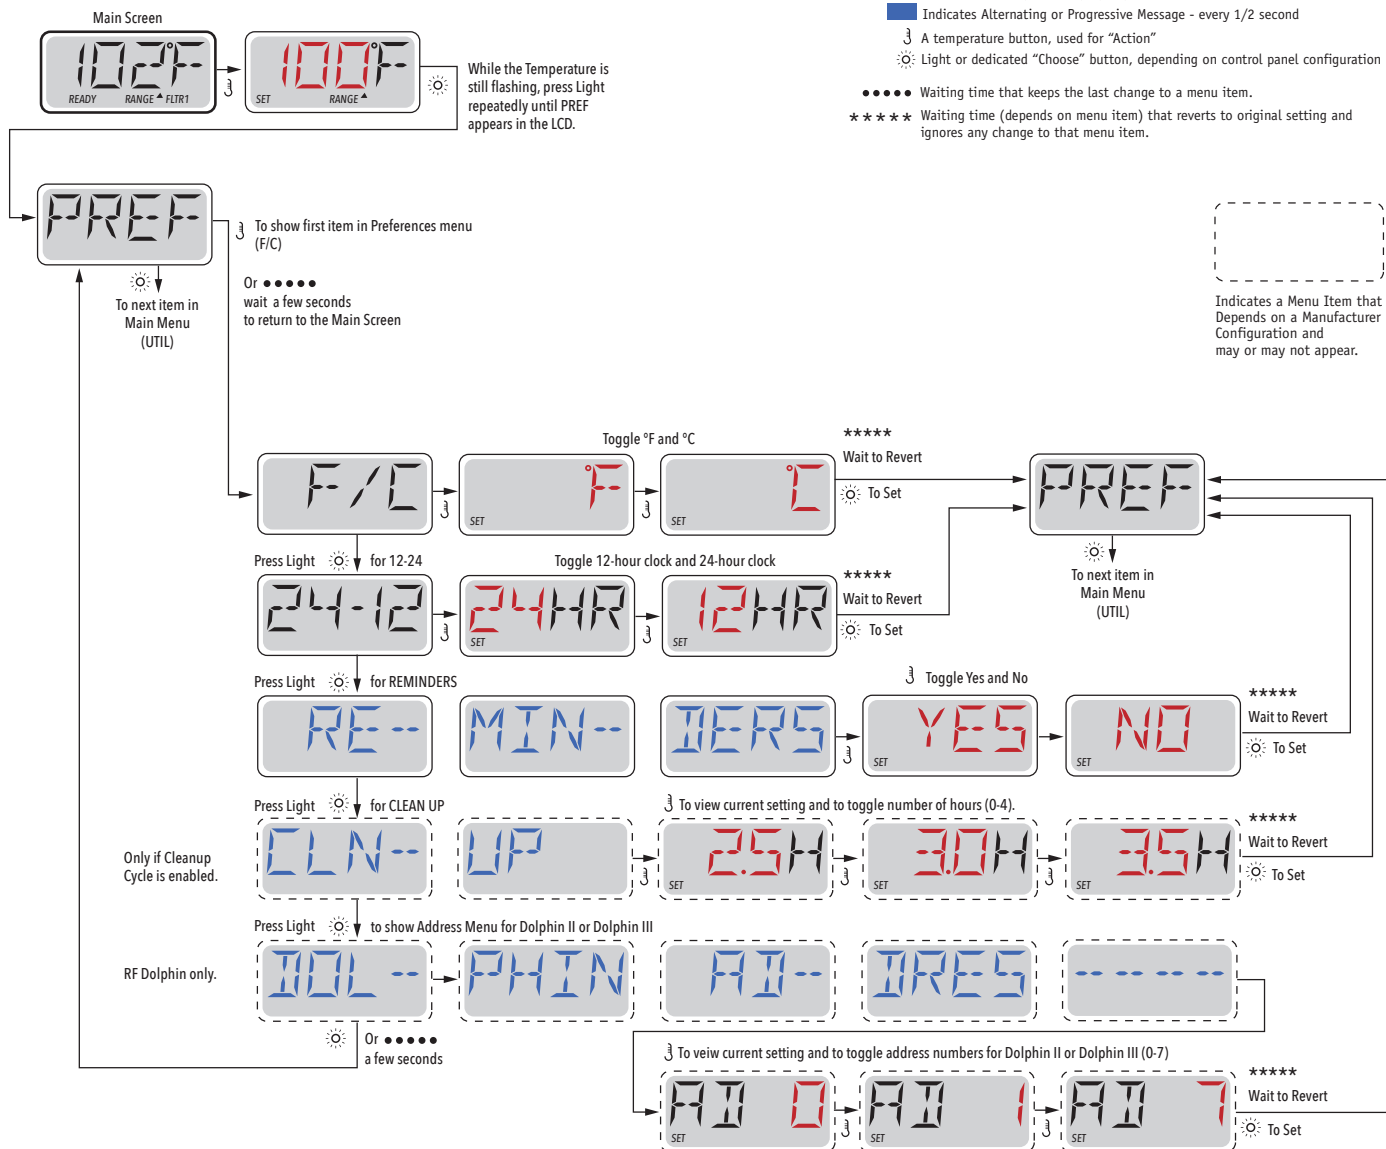 Main Screen
102°F
READY RANGE FLTR1
100°F
SET RANGE
While the Temperature is
still flashing, press Light
repeatedly until PREF
appears in the LCD.
Indicates Alternating or Progressive Message - every 1/2 second
A temperature button, used for “Action”
Light or dedicated “Choose” button, depending on control panel configuration
••••• Waiting time that keeps the last change to a menu item.
***** Waiting time (depends on menu item) that reverts to original setting and
ignores any change to that menu item.
PREF
To show first item in Preferences menu
(F/C)
Or •••••
wait a few seconds
to return to the Main Screen
To next item in
Main Menu
(UTIL)
Indicates a Menu Item that
Depends on a Manufacturer
Configuration and
may or may not appear.
Toggle °F and °C
*****
Wait to Revert
To Set
F/C
°F
SET
°C
SET
PREF
To next item in
Main Menu
(UTIL)
Press Light for 12-24
Toggle 12-hour clock and 24-hour clock
*****
Wait to Revert
To Set
24-12
24HR
SET
12HR
SET
Press Light for REMINDERS
Toggle Yes and No
*****
Wait to Revert
To Set
RE--
MIN--
DERS
YES
SET
NO
SET
Press Light for CLEAN UP
To view current setting and to toggle number of hours (0-4).
*****
Wait to Revert
To Set
Only if Cleanup
Cycle is enabled.
CLN--
UP
2.5H
SET
3.0H
SET
3.5H
SET
Press Light to show Address Menu for Dolphin II or Dolphin III
RF Dolphin only.
DOL--
PHIN
AD--
DRES
-- -- -- --
Or •••••
a few seconds
To veiw current setting and to toggle address numbers for Dolphin II or Dolphin III (0-7)
*****
Wait to Revert
To Set
AD 0
SET
AD 1
SET
AD 7
SET